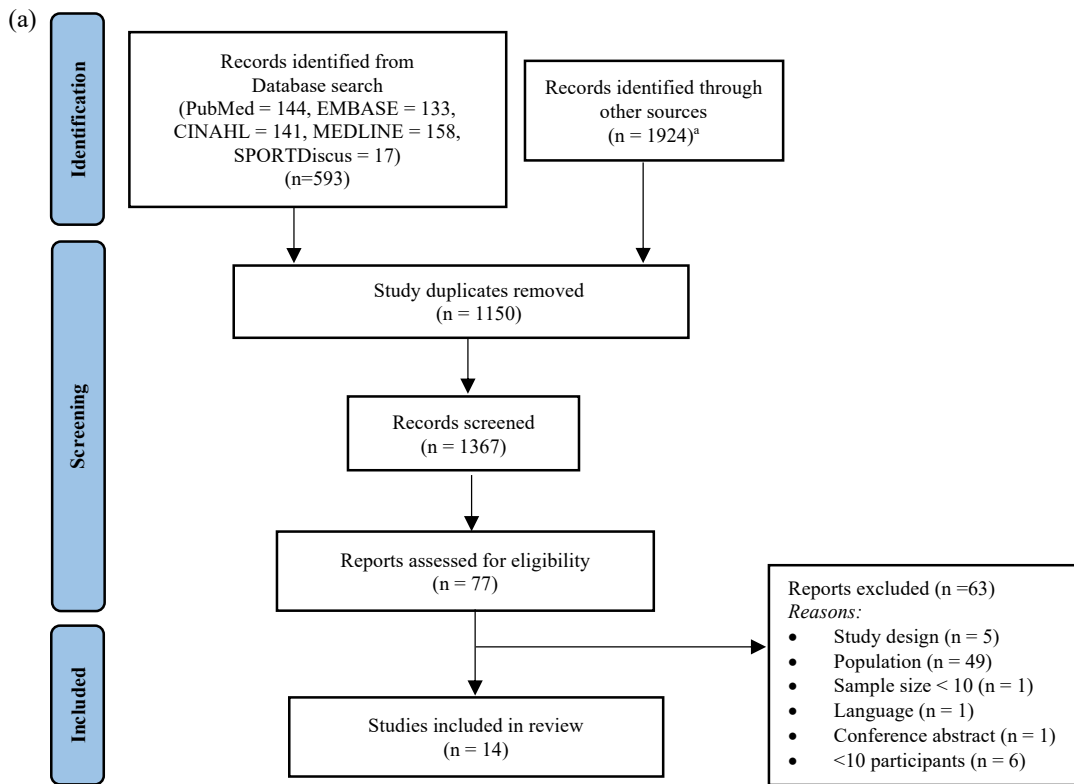 (a)
Identification
Records identified from
Database search
(PubMed = 144, EMBASE = 133,
CINAHL = 141, MEDLINE = 158,
SPORTDiscus = 17)
(n=593)
Records identified through
other sources
(n = 1924)ᵃ
Screening
Study duplicates removed
(n = 1150)
Records screened
(n = 1367)
Reports assessed for eligibility
(n = 77)
Reports excluded (n =63)
Reasons:
• Study design (n = 5)
• Population (n = 49)
• Sample size < 10 (n = 1)
• Language (n = 1)
• Conference abstract (n = 1)
• <10 participants (n = 6)
Included
Studies included in review
(n = 14)